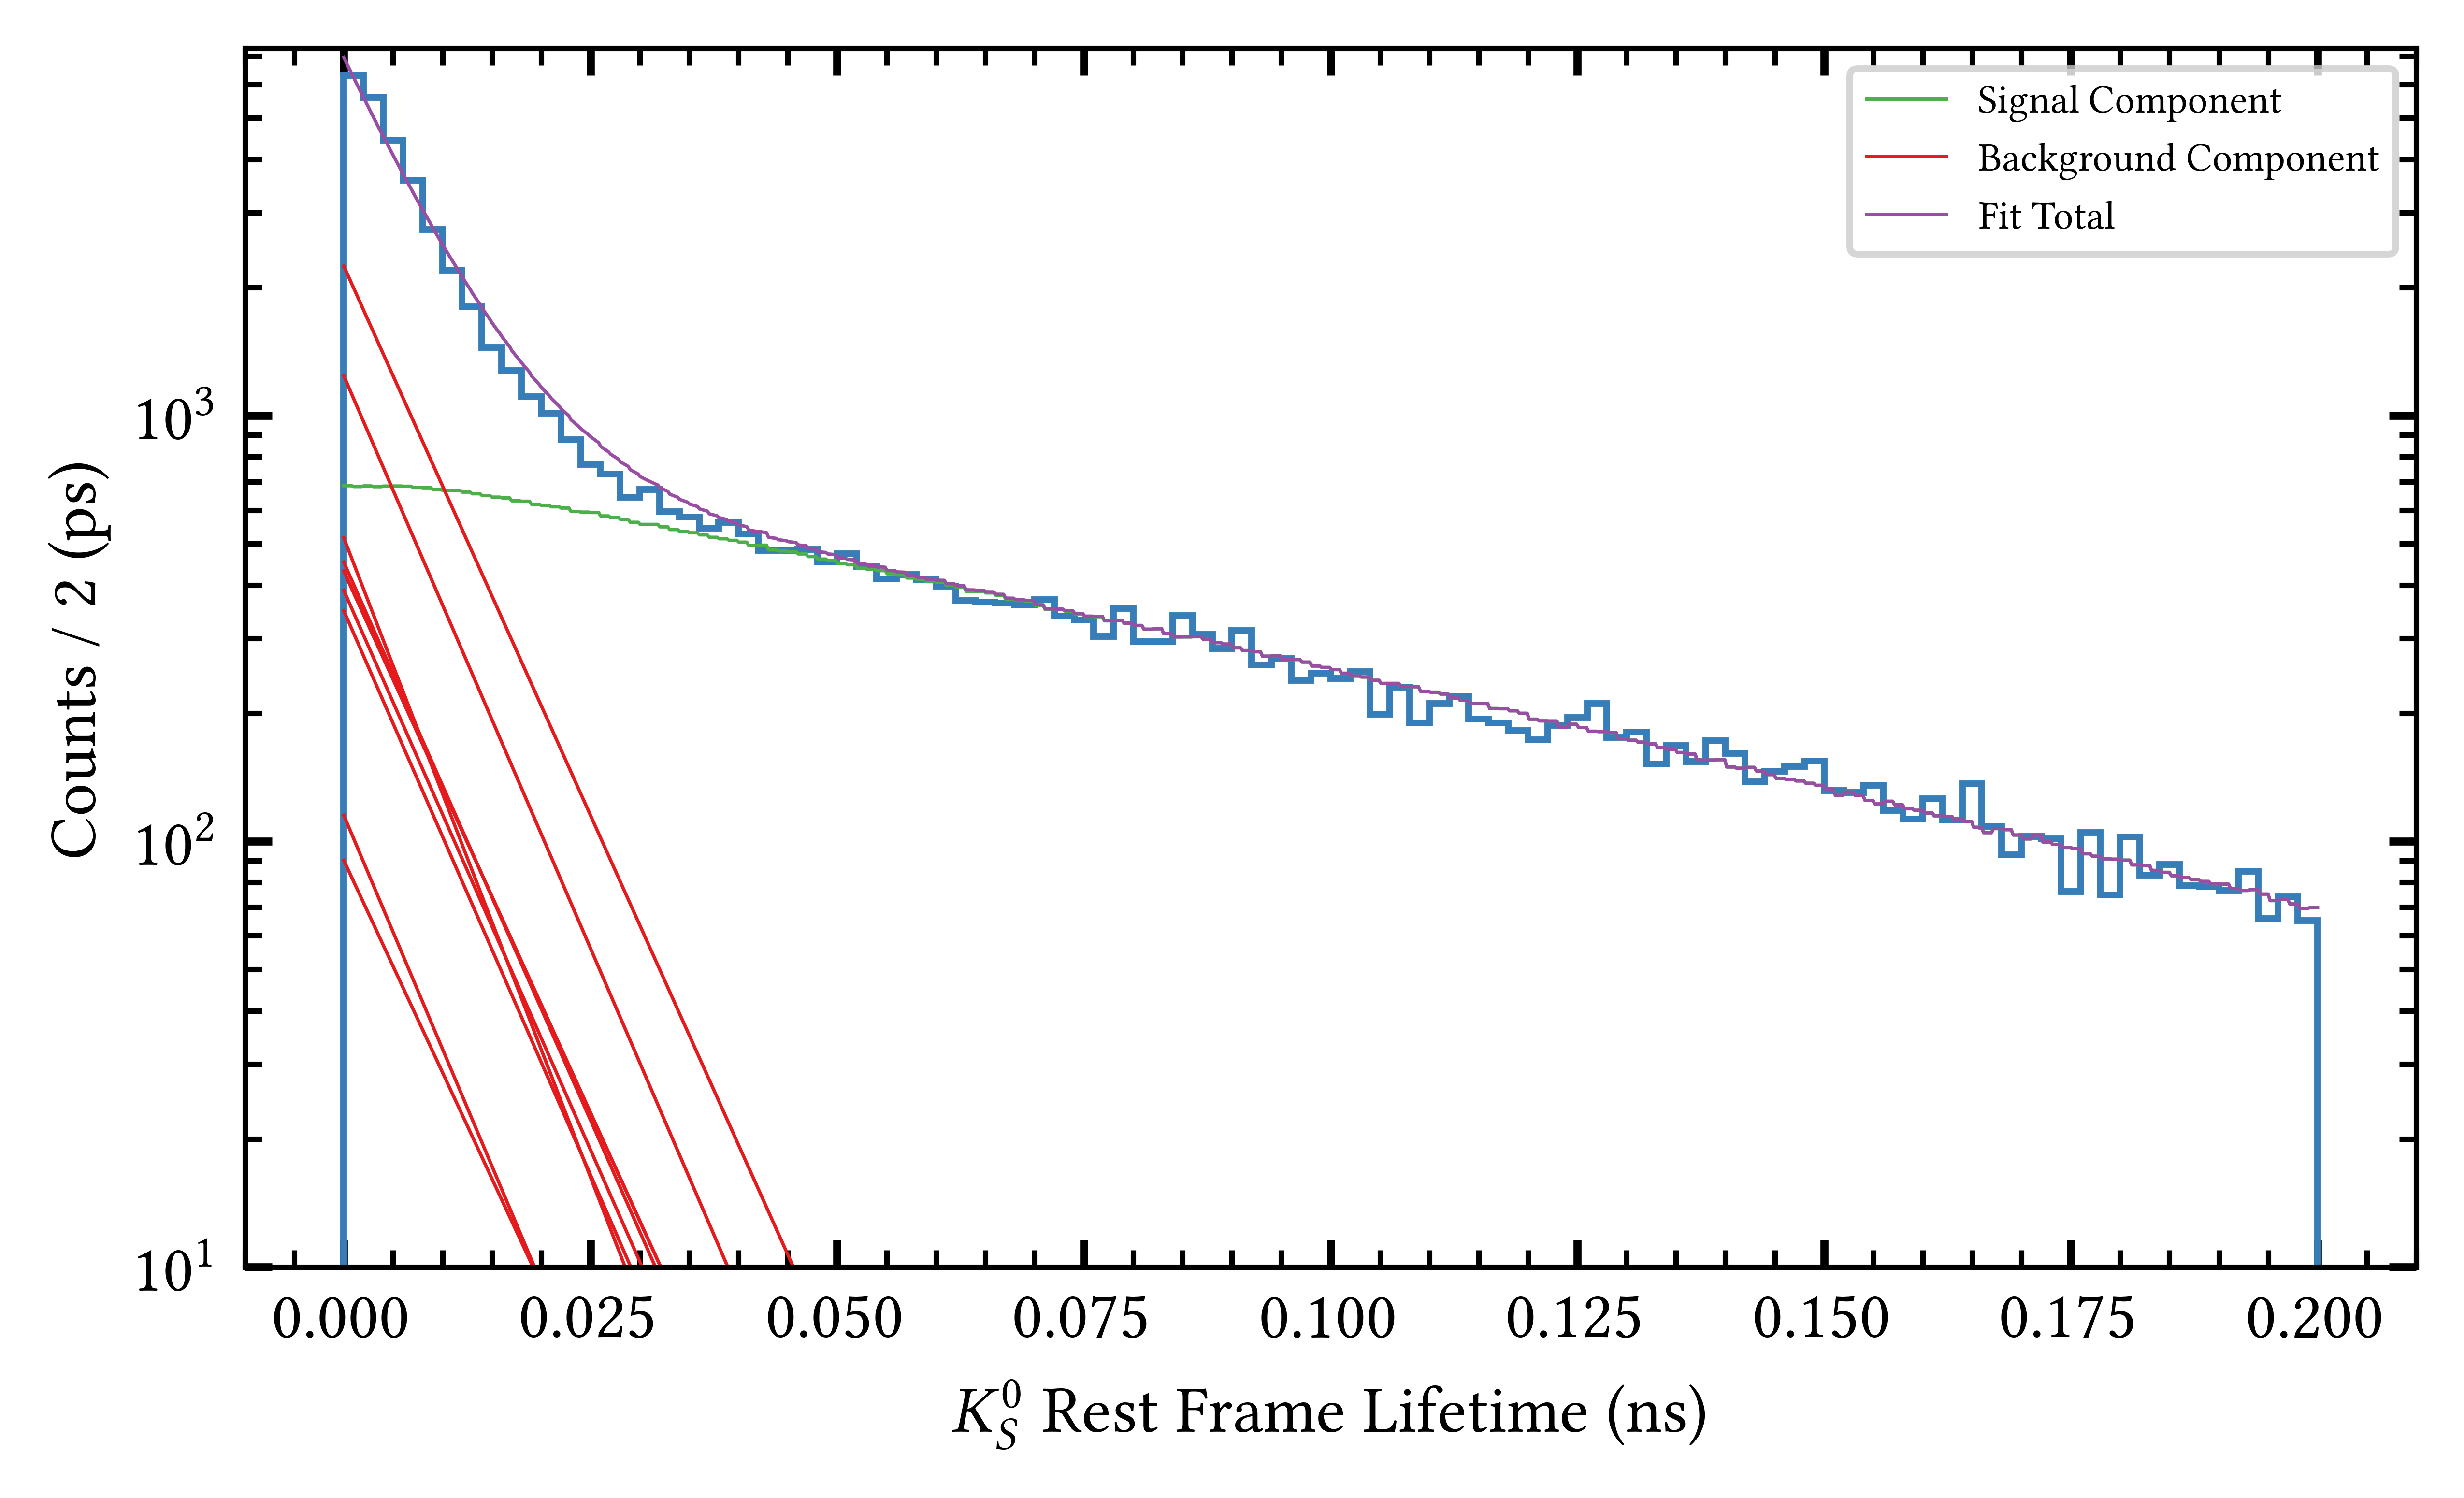 Signal Component
Background Component
Fit Total
Counts / 2 (ps)
10³
10²
10¹
0.000 0.025 0.050 0.075 0.100 0.125 0.150 0.175 0.200
K⁰_S Rest Frame Lifetime (ns)